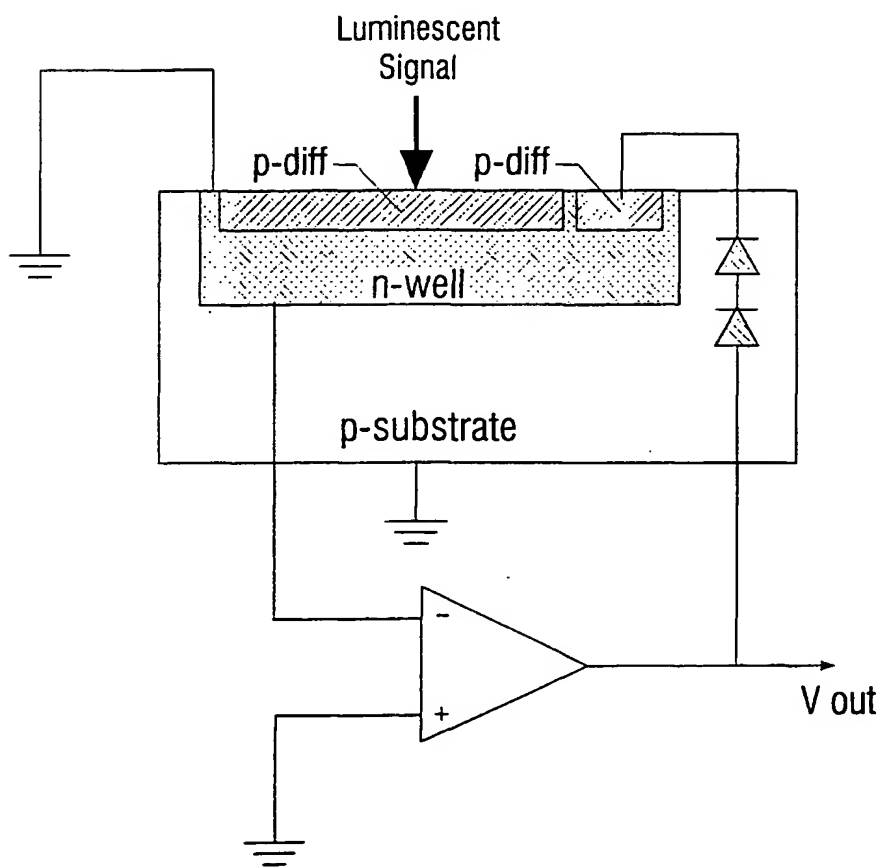 Luminescent
Signal
p-diff
p-diff
n-well
p-substrate
-
+
V out